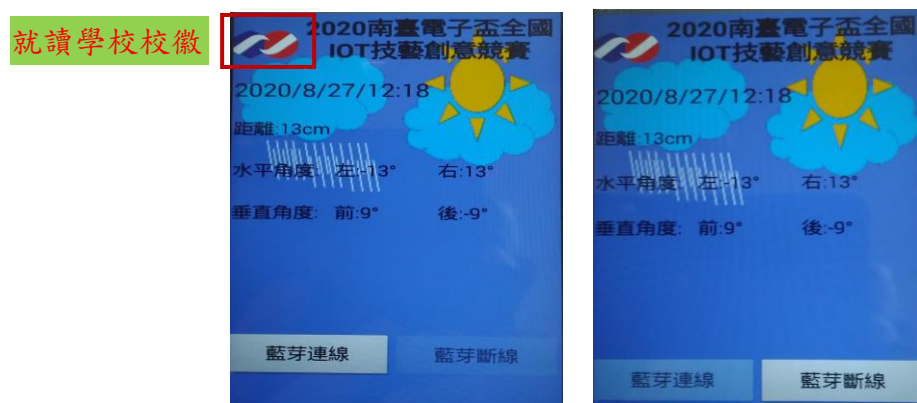 就讀學校校徽
2020南臺電子盃全國
IOT技藝創意競賽
2020/8/27/12:18
距離:13cm
水平角度: 左:-13° 右:13°
垂直角度: 前:9° 後:-9°
藍芽連線 藍芽斷線
2020南臺電子盃全國
IOT技藝創意競賽
2020/8/27/12:18
距離:13cm
水平角度: 左:-13° 右:13°
垂直角度: 前:9° 後:-9°
藍芽連線 藍芽斷線